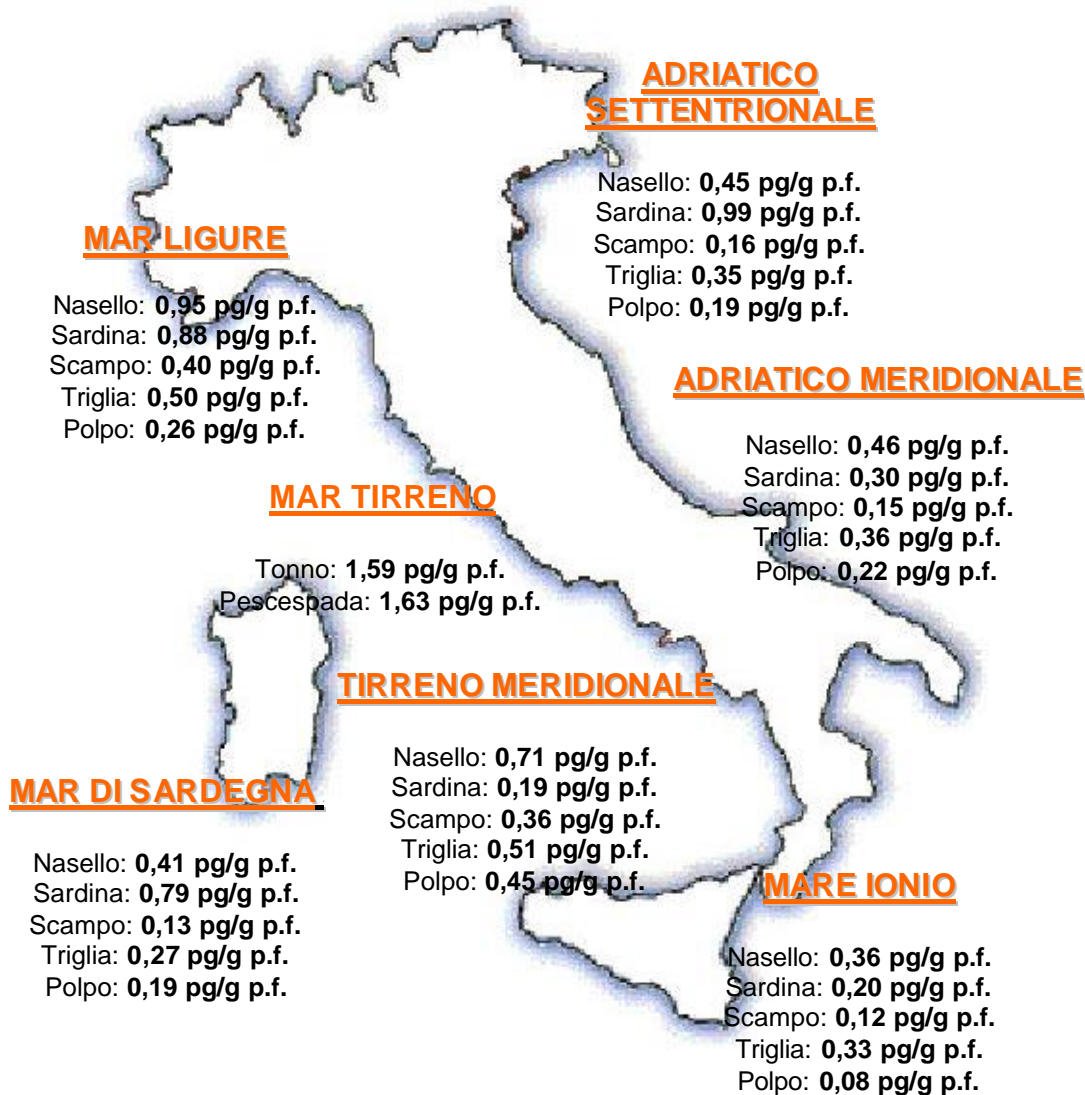 ADRIATICO
SETTENTRIONALE
Nasello: 0,45 pg/g p.f.
Sardina: 0,99 pg/g p.f.
Scampo: 0,16 pg/g p.f.
Triglia: 0,35 pg/g p.f.
Polpo: 0,19 pg/g p.f.
MAR LIGURE
Nasello: 0,95 pg/g p.f.
Sardina: 0,88 pg/g p.f.
Scampo: 0,40 pg/g p.f.
Triglia: 0,50 pg/g p.f.
Polpo: 0,26 pg/g p.f.
ADRIATICO MERIDIONALE
Nasello: 0,46 pg/g p.f.
Sardina: 0,30 pg/g p.f.
Scampo: 0,15 pg/g p.f.
Triglia: 0,36 pg/g p.f.
Polpo: 0,22 pg/g p.f.
MAR TIRRENO
Tonno: 1,59 pg/g p.f.
Pescespada: 1,63 pg/g p.f.
TIRRENO MERIDIONALE
Nasello: 0,71 pg/g p.f.
Sardina: 0,19 pg/g p.f.
Scampo: 0,36 pg/g p.f.
Triglia: 0,51 pg/g p.f.
Polpo: 0,45 pg/g p.f.
MAR DI SARDEGNA
Nasello: 0,41 pg/g p.f.
Sardina: 0,79 pg/g p.f.
Scampo: 0,13 pg/g p.f.
Triglia: 0,27 pg/g p.f.
Polpo: 0,19 pg/g p.f.
MARE IONIO
Nasello: 0,36 pg/g p.f.
Sardina: 0,20 pg/g p.f.
Scampo: 0,12 pg/g p.f.
Triglia: 0,33 pg/g p.f.
Polpo: 0,08 pg/g p.f.